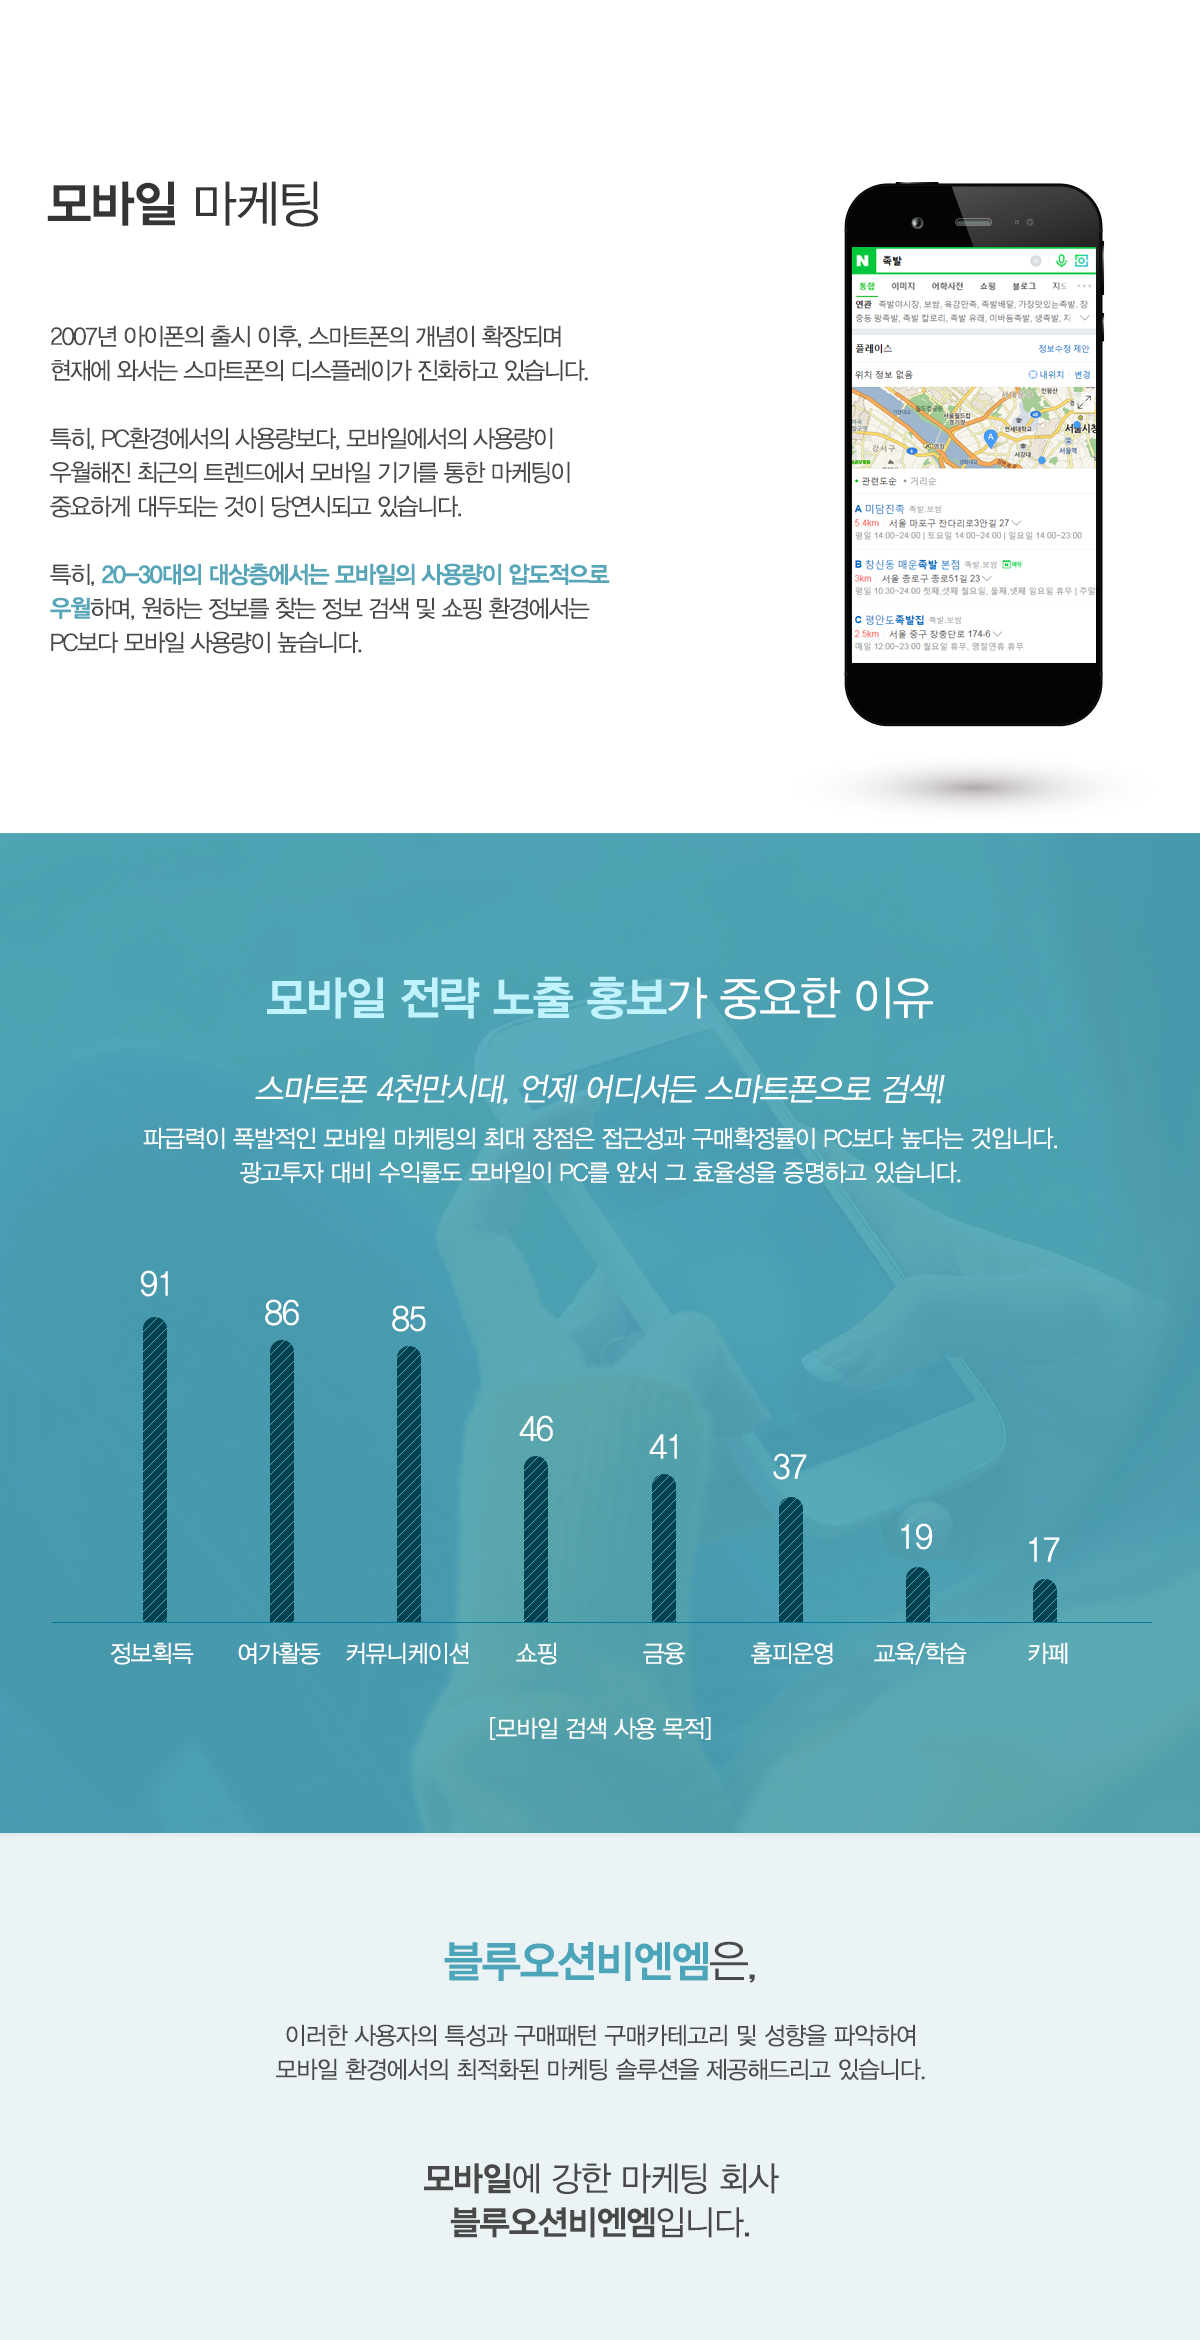 모바일 마케팅
2007년 아이폰의 출시 이후, 스마트폰의 개념이 확장되며
현재에 와서는 스마트폰의 디스플레이가 진화하고 있습니다.
특히, PC환경에서의 사용량보다, 모바일에서의 사용량이
우월해진 최근의 트렌드에서 모바일 기기를 통한 마케팅이
중요하게 대두되는 것이 당연시되고 있습니다.
특히, 20-30대의 대상층에서는 모바일의 사용량이 압도적으로
우월하며, 원하는 정보를 찾는 정보 검색 및 쇼핑 환경에서는
PC보다 모바일 사용량이 높습니다.
N 족발
통합 이미지 어학사전 쇼핑 블로그 지도
연관 족발야시장, 보쌈, 육감만족, 족발배달, 가장맛있는족발, 장
충동 왕족발, 족발 칼로리, 족발 유래, 이바돔족발, 생족발, 치
플레이스 정보수정 제안
위치 정보 없음 내위치 변경
서울월드컵
경기장
연세대학교
강서구
서강대
서울역
서울시청
A
NAVER
• 관련도순 • 거리순
A 미담진족 족발,보쌈
5.4km 서울 마포구 잔다리로3안길 27
평일 14:00~24:00 | 토요일 14:00~24:00 | 일요일 14:00~23:00
B 창신동 매운족발 본점 족발,보쌈 N예약
3km 서울 종로구 종로51길 23
평일 10:30~24:00 첫째,셋째 월요일, 둘째,넷째 일요일 휴무 | 주말
C 평안도족발집 족발,보쌈
2.5km 서울 중구 장충단로 174-6
매일 12:00~23:00 월요일 휴무, 명절연휴 휴무
모바일 전략 노출 홍보가 중요한 이유
스마트폰 4천만시대, 언제 어디서든 스마트폰으로 검색!
파급력이 폭발적인 모바일 마케팅의 최대 장점은 접근성과 구매확정률이 PC보다 높다는 것입니다.
광고투자 대비 수익률도 모바일이 PC를 앞서 그 효율성을 증명하고 있습니다.
91 86 85 46 41 37 19 17
정보획득 여가활동 커뮤니케이션 쇼핑 금융 홈피운영 교육/학습 카페
[모바일 검색 사용 목적]
블루오션비엔엠은,
이러한 사용자의 특성과 구매패턴 구매카테고리 및 성향을 파악하여
모바일 환경에서의 최적화된 마케팅 솔루션을 제공해드리고 있습니다.
모바일에 강한 마케팅 회사
블루오션비엔엠입니다.